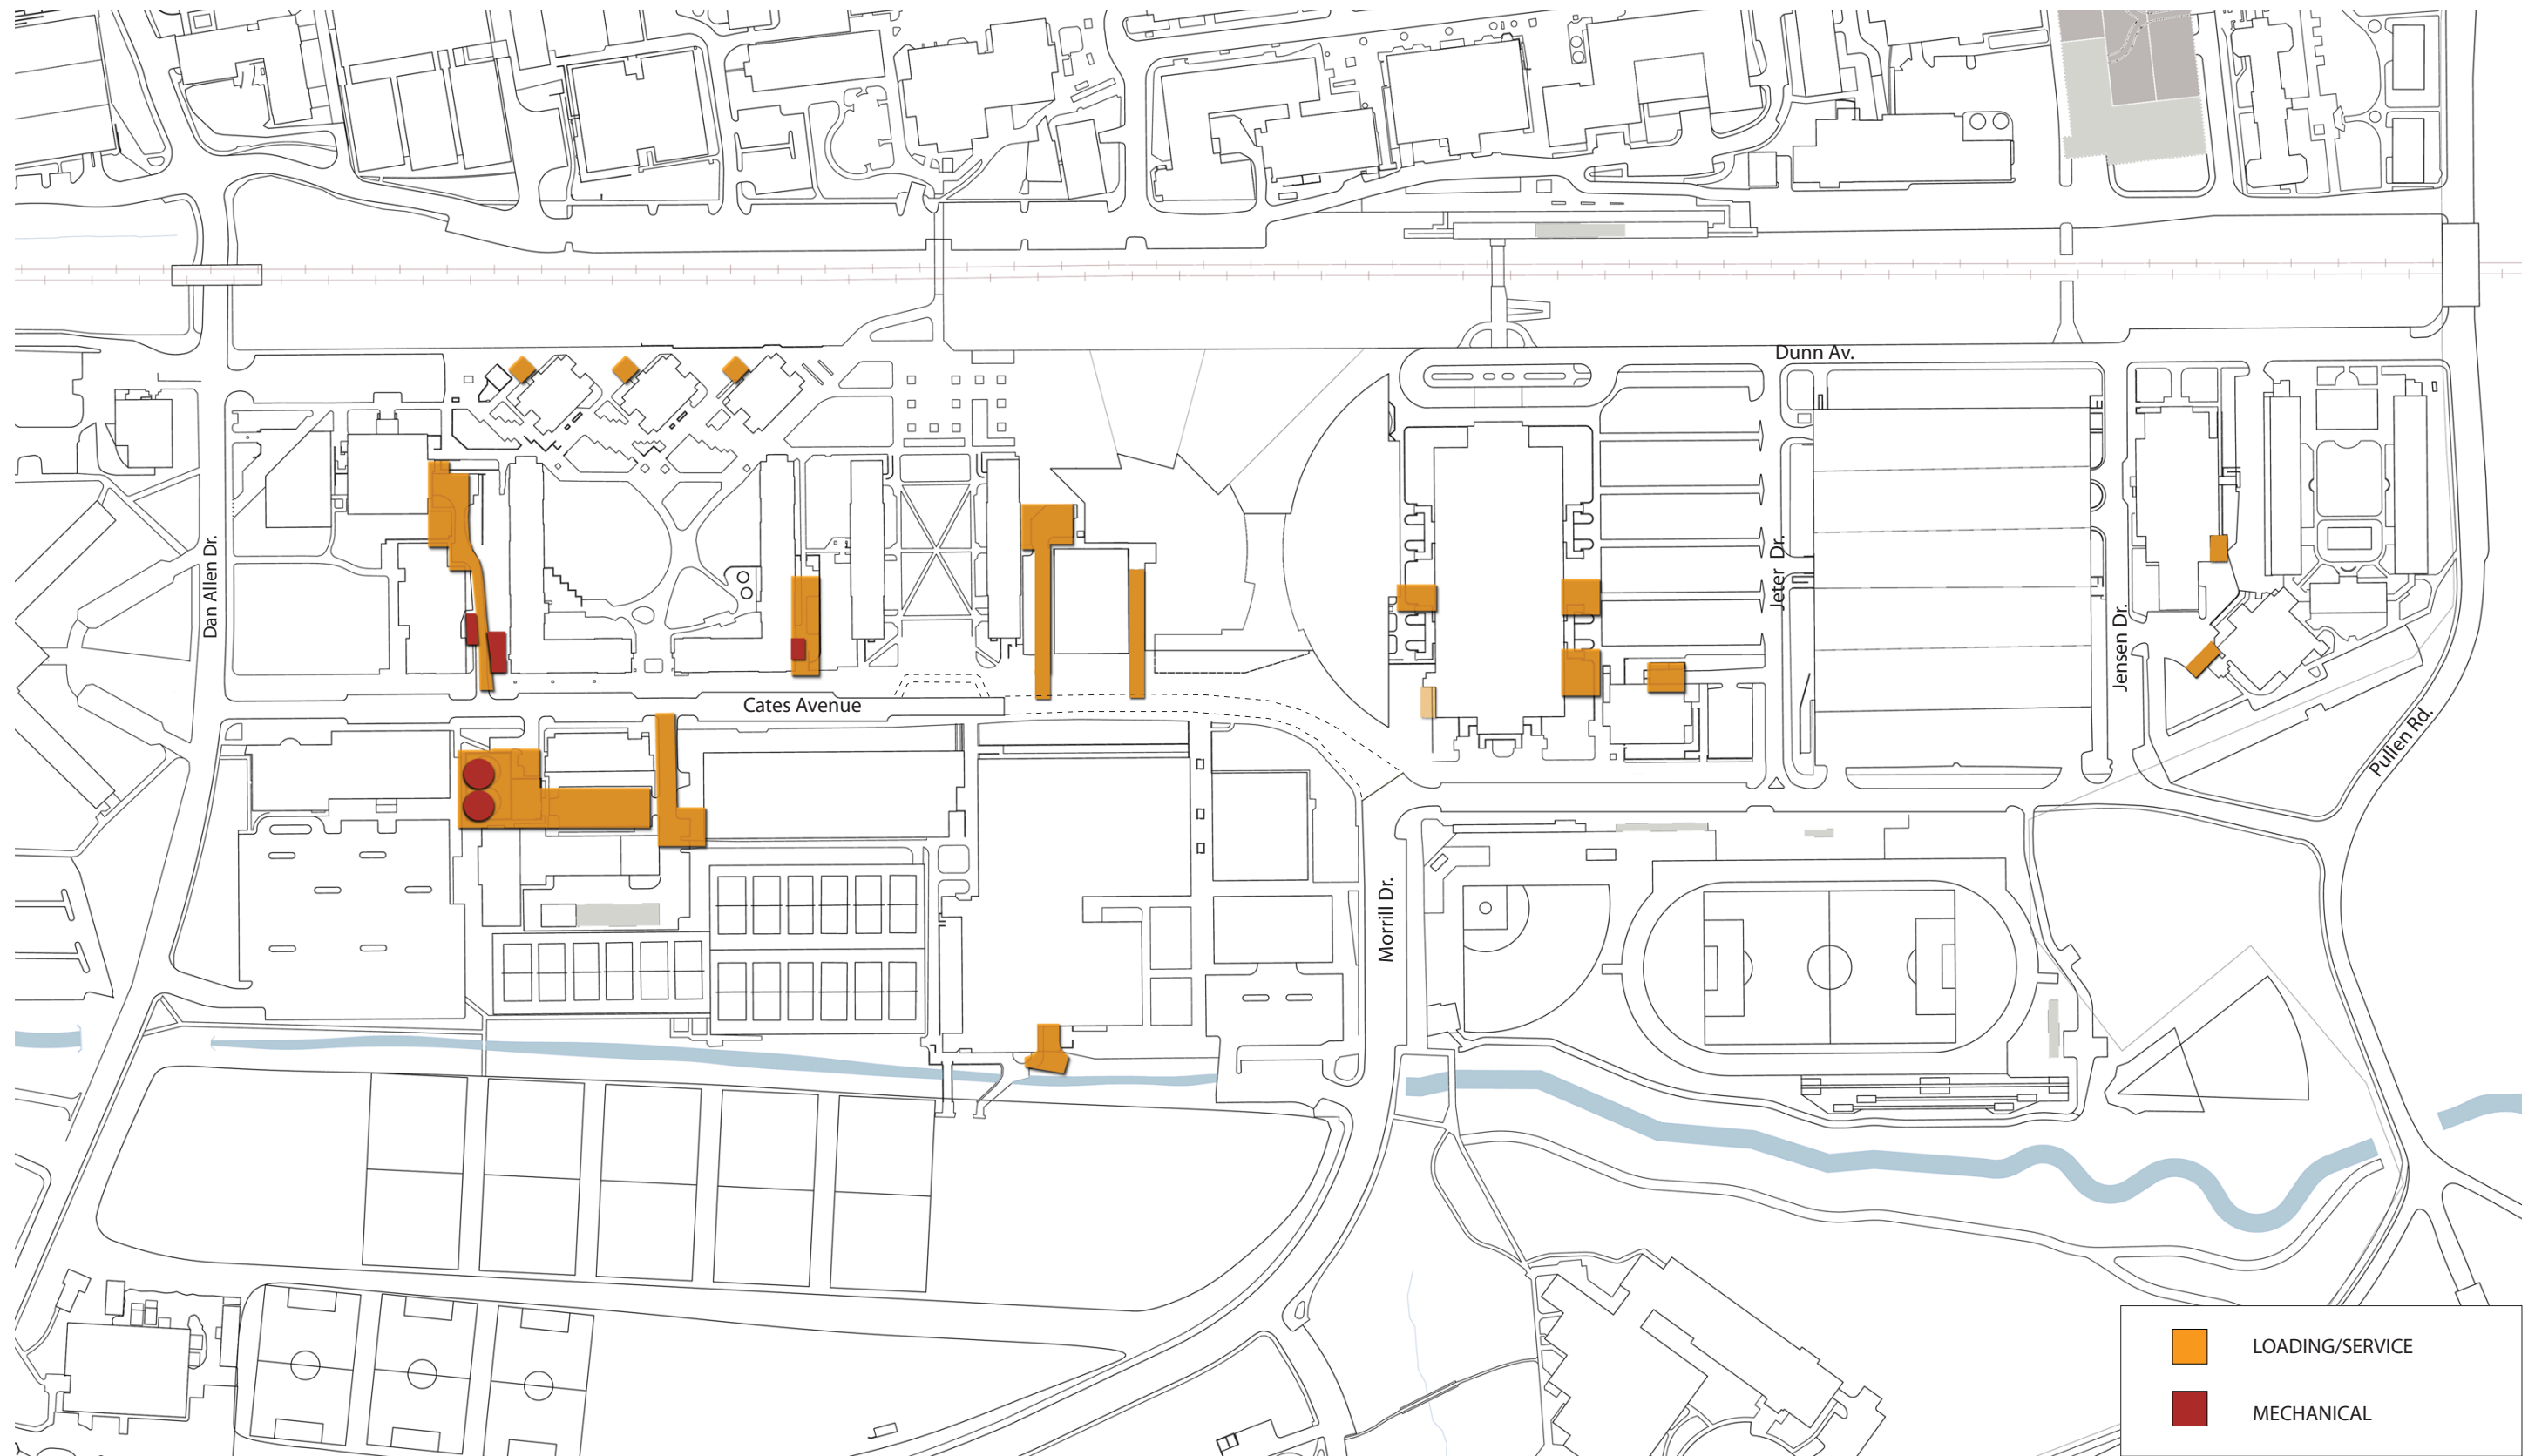 Dunn Av.
Dan Allen Dr.
Jeter Dr.
Jensen Dr.
Cates Avenue
Pullen Rd.
Morrill Dr.
LOADING/SERVICE
MECHANICAL